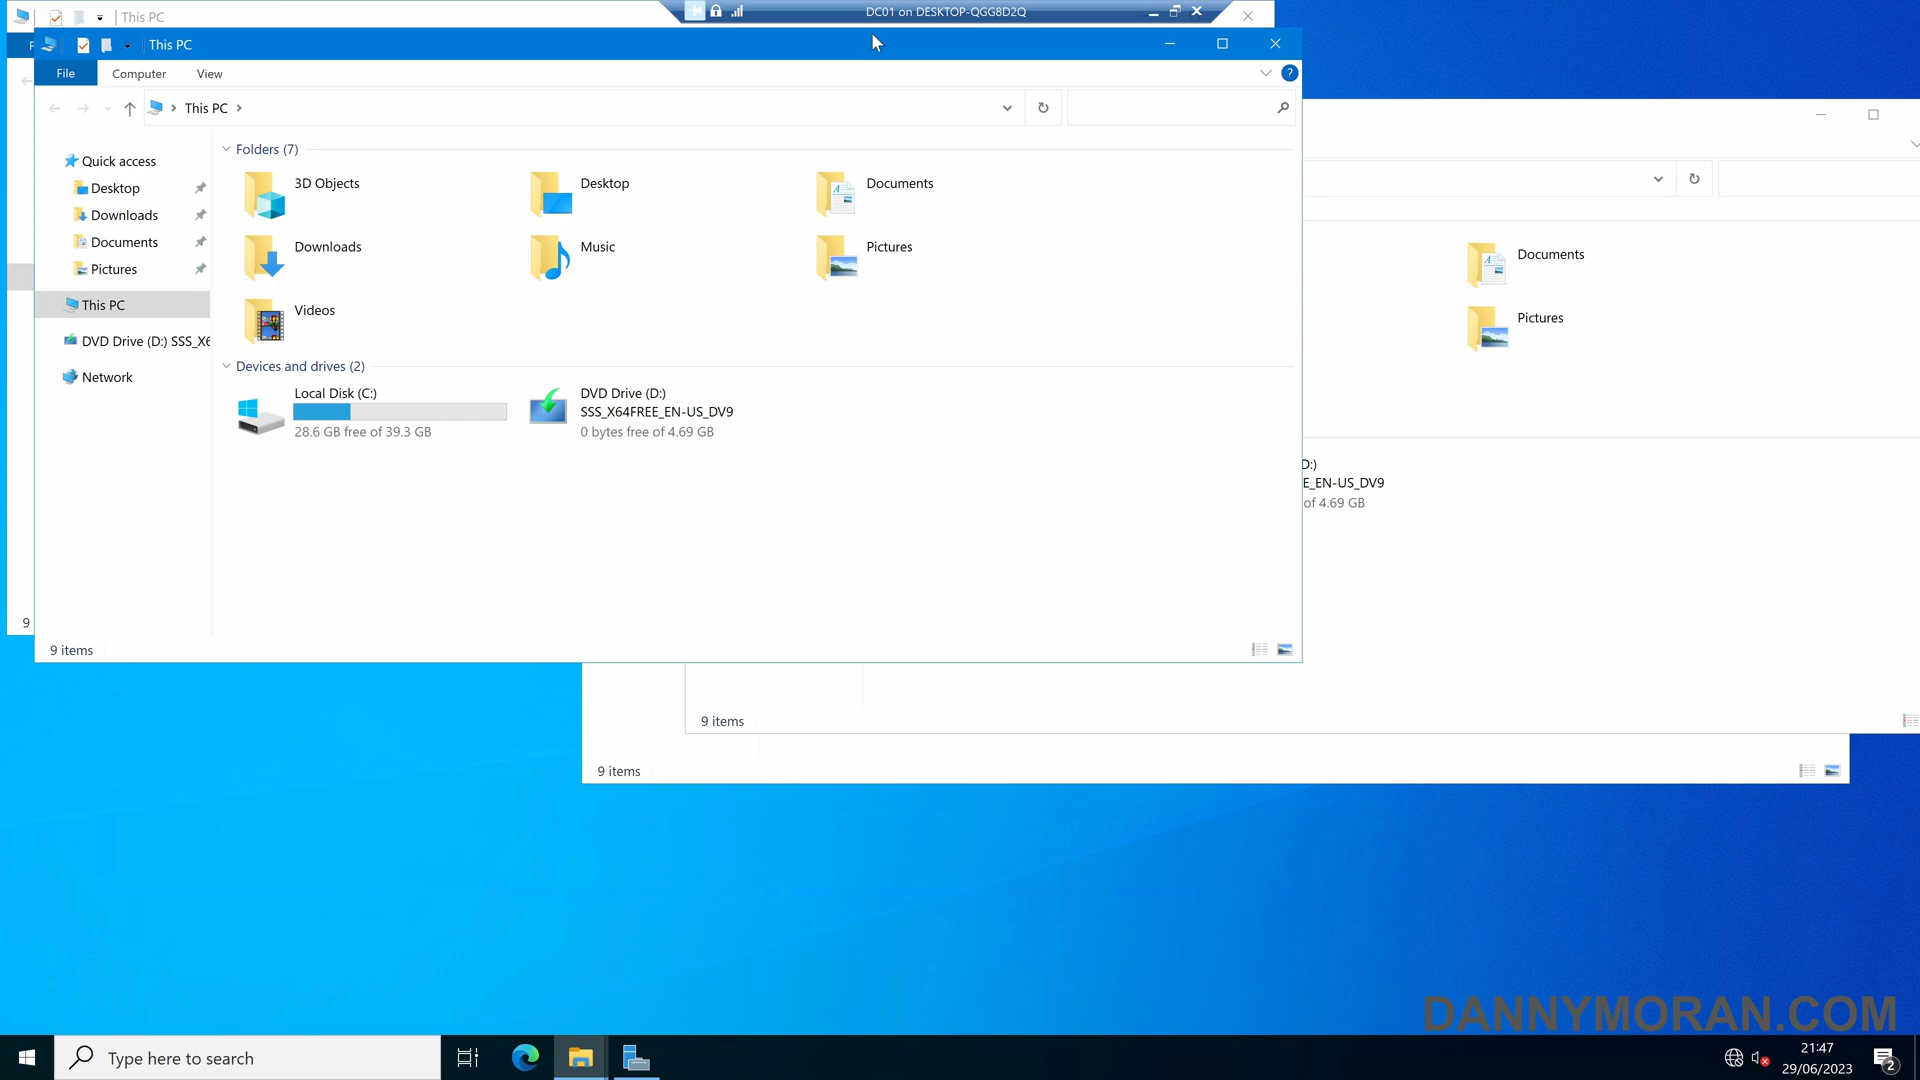 This PC
DC01 on DESKTOP-QGG8D2Q
This PC
File
Computer
View
This PC
Quick access
Desktop
Downloads
Documents
Pictures
This PC
DVD Drive (D:) SSS_X6
Network
Folders (7)
3D Objects
Desktop
Documents
Downloads
Music
Pictures
Videos
Devices and drives (2)
Local Disk (C:)
28.6 GB free of 39.3 GB
DVD Drive (D:)
SSS_X64FREE_EN-US_DV9
0 bytes free of 4.69 GB
9 items
9
Documents
Pictures
D:)
E_EN-US_DV9
of 4.69 GB
9 items
9 items
DANNYMORAN.COM
Type here to search
21:47
29/06/2023
2